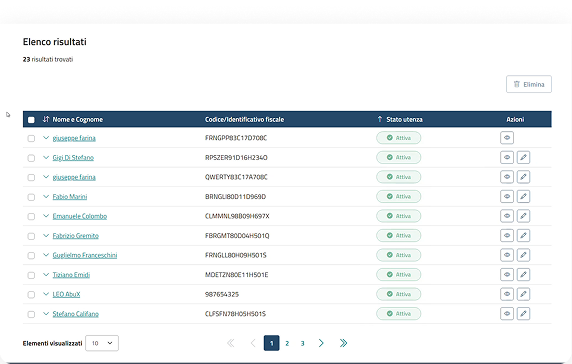 Elenco risultati
23 risultati trovati
Elimina
Nome e Cognome Codice/Identificativo fiscale Stato utenza Azioni
giuseppe farina FRNGPP83C17D708C Attiva
Gigi Di Stefano RPSZER91D16H234O Attiva
giuseppe farina QWERTY83C17A708C Attiva
Fabio Marini BRNGLI80D11D969D Attiva
Emanuele Colombo CLMMNL98B09H697X Attiva
Fabrizio Gremito FBRGMT80D04H501Q Attiva
Guglielmo Franceschini FRNGLL80H09H501S Attiva
Tiziano Emidi MDETZN80E11H501E Attiva
LEO AbuX 987654325 Attiva
Stefano Califano CLFSFN78H05H501S Attiva
Elementi visualizzati 10 1 2 3